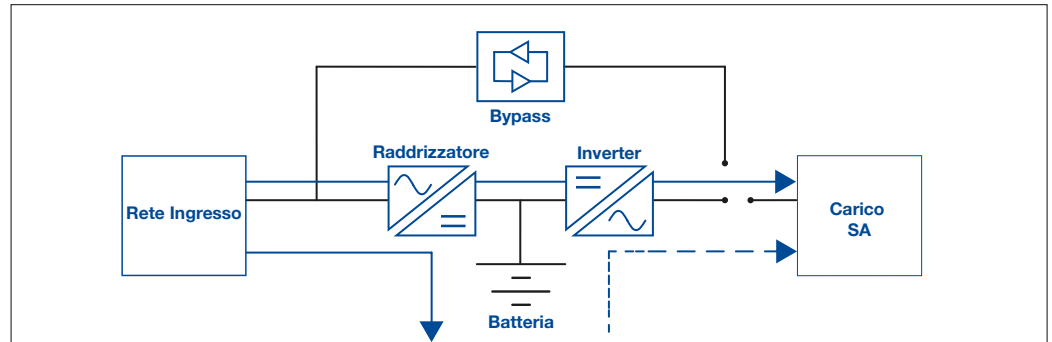 Bypass
Raddrizzatore
Inverter
Rete Ingresso
Carico
SA
Batteria